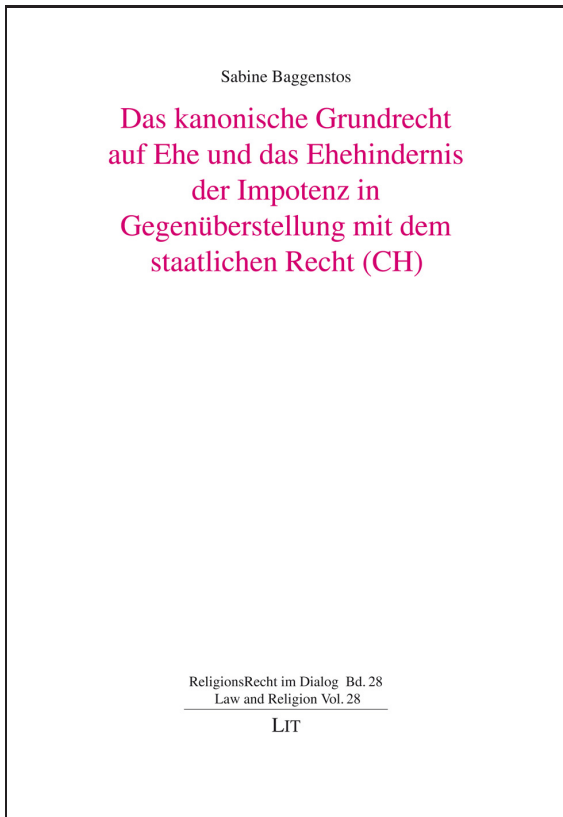 Sabine Baggenstos
Das kanonische Grundrecht
auf Ehe und das Ehehindernis
der Impotenz in
Gegenüberstellung mit dem
staatlichen Recht (CH)
ReligionsRecht im Dialog Bd. 28
Law and Religion Vol. 28
LIT